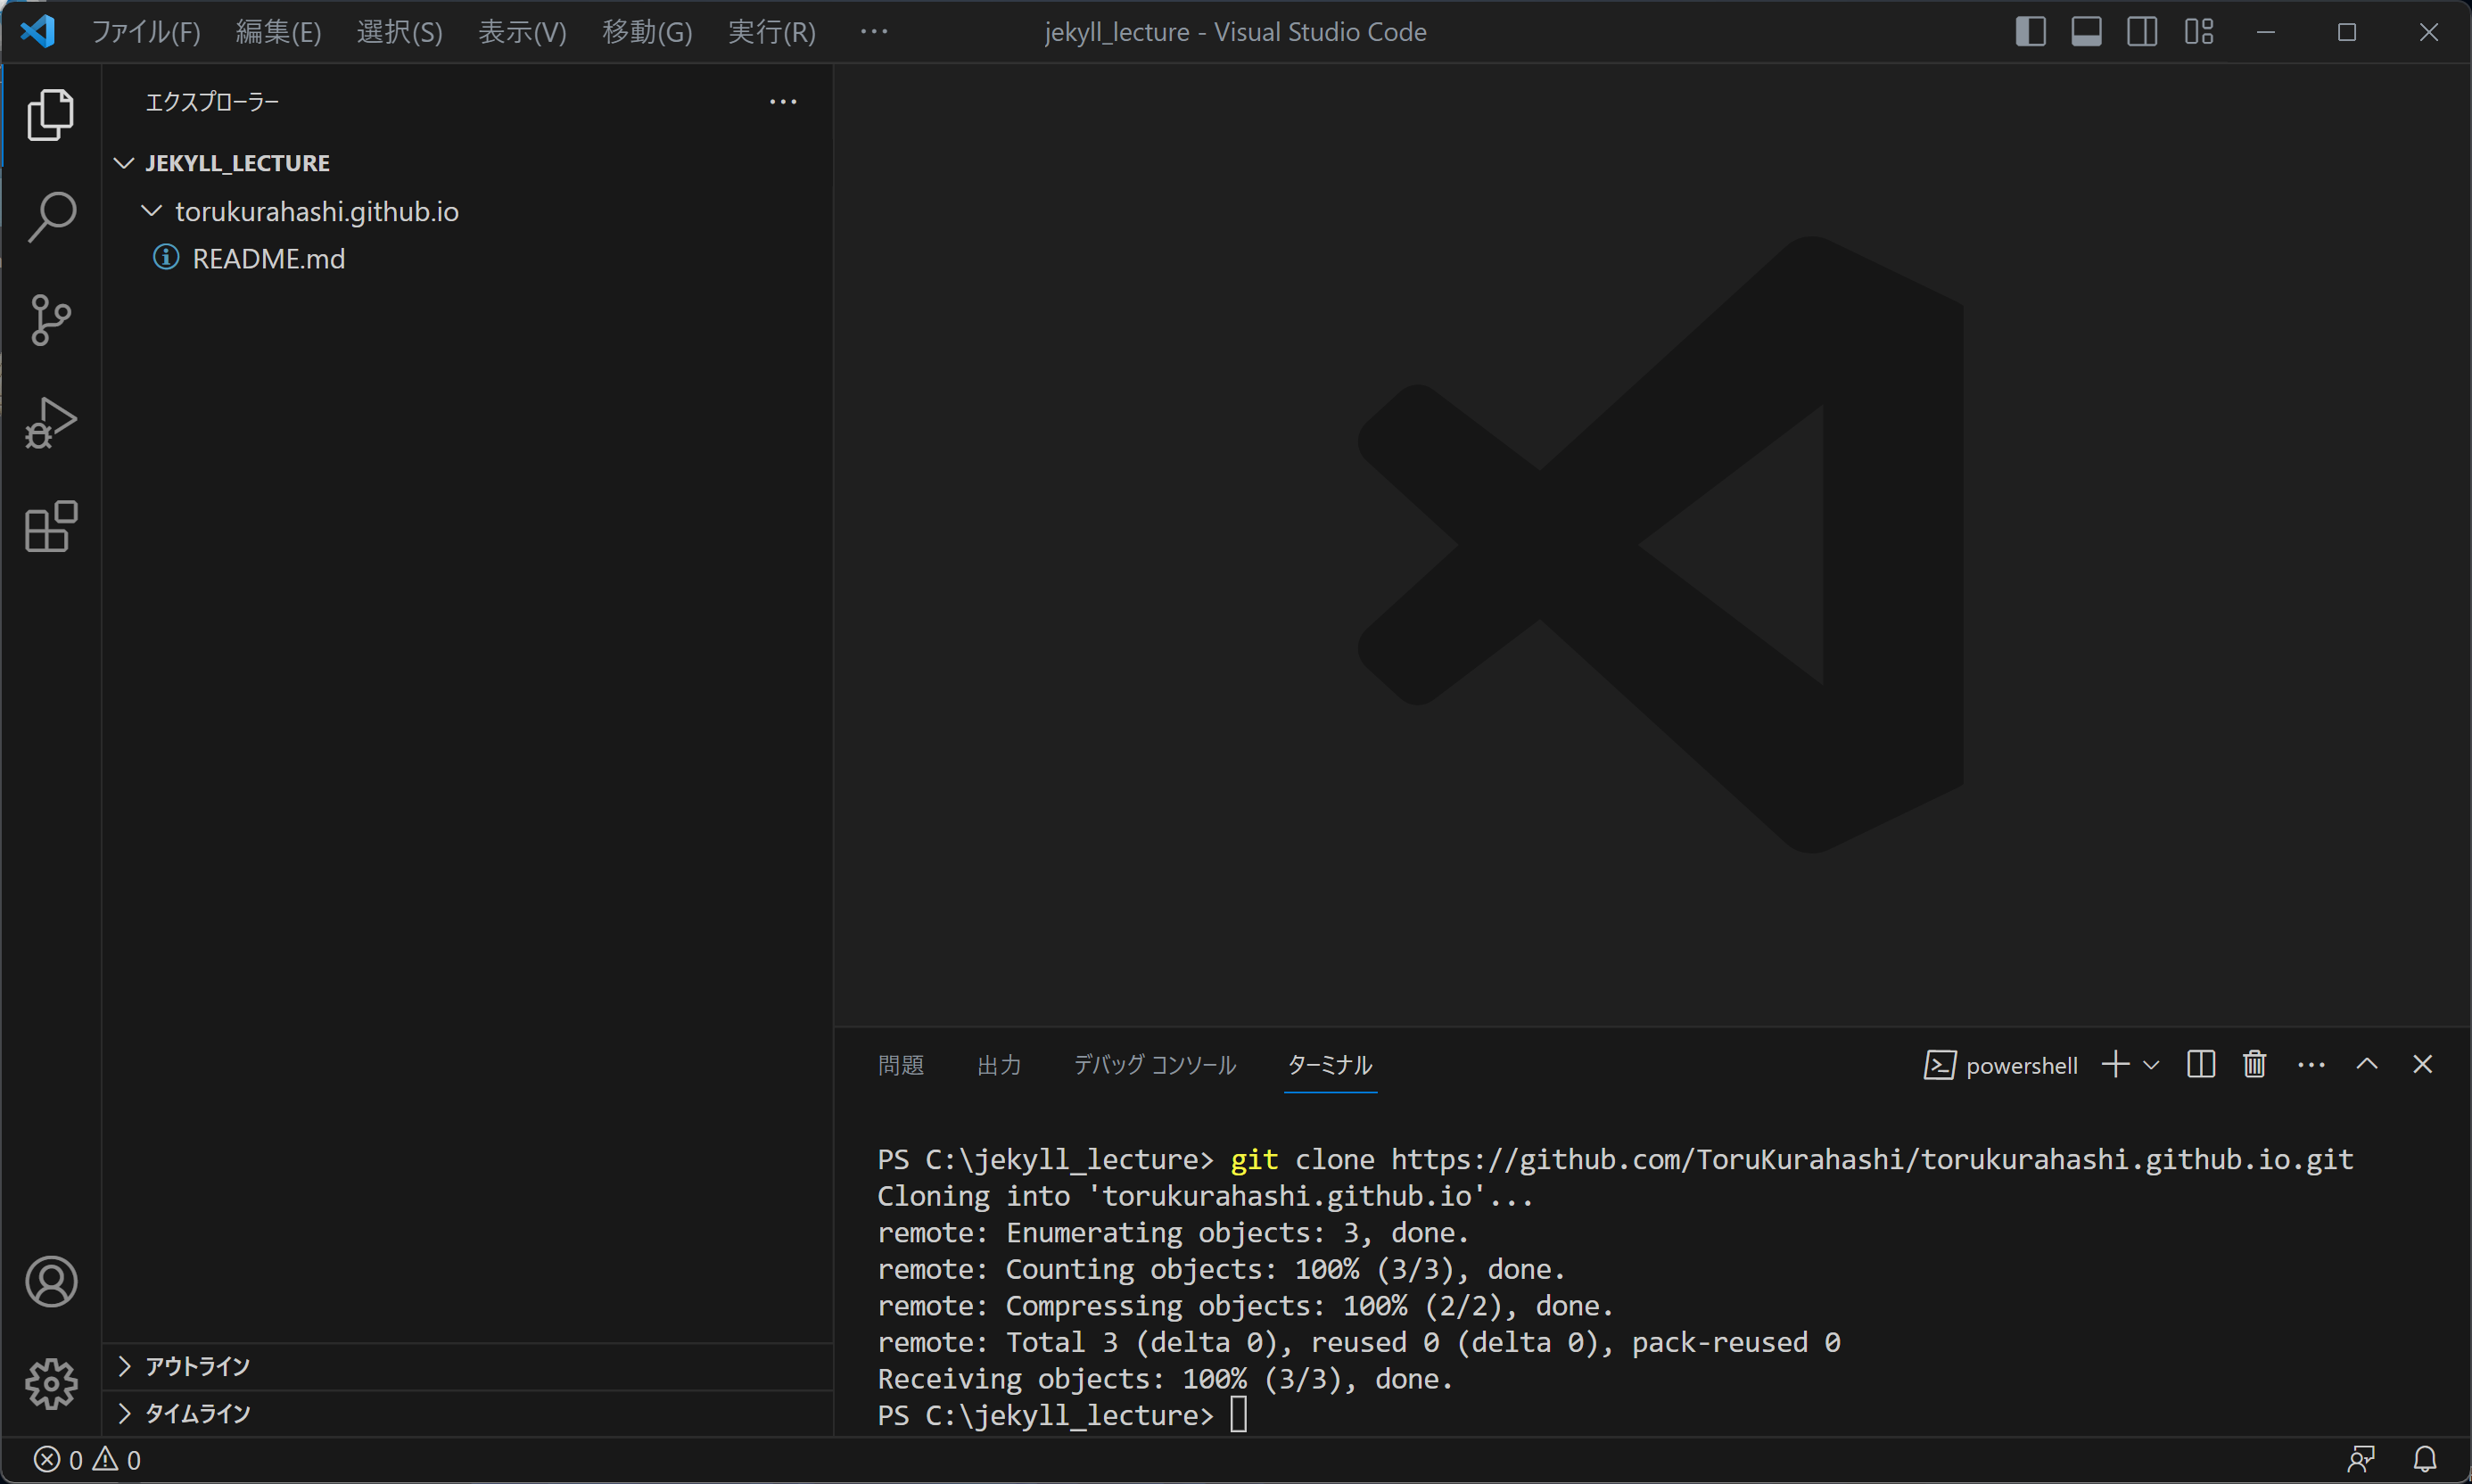 ファイル(F) 編集(E) 選択(S) 表示(V) 移動(G) 実行(R) ··· jekyll_lecture - Visual Studio Code
エクスプローラー
JEKYLL_LECTURE
torukurahashi.github.io
README.md
アウトライン
タイムライン
問題 出力 デバッグ コンソール ターミナル powershell
PS C:\jekyll_lecture> git clone https://github.com/ToruKurahashi/torukurahashi.github.io.git
Cloning into 'torukurahashi.github.io'...
remote: Enumerating objects: 3, done.
remote: Counting objects: 100% (3/3), done.
remote: Compressing objects: 100% (2/2), done.
remote: Total 3 (delta 0), reused 0 (delta 0), pack-reused 0
Receiving objects: 100% (3/3), done.
PS C:\jekyll_lecture>
0 0